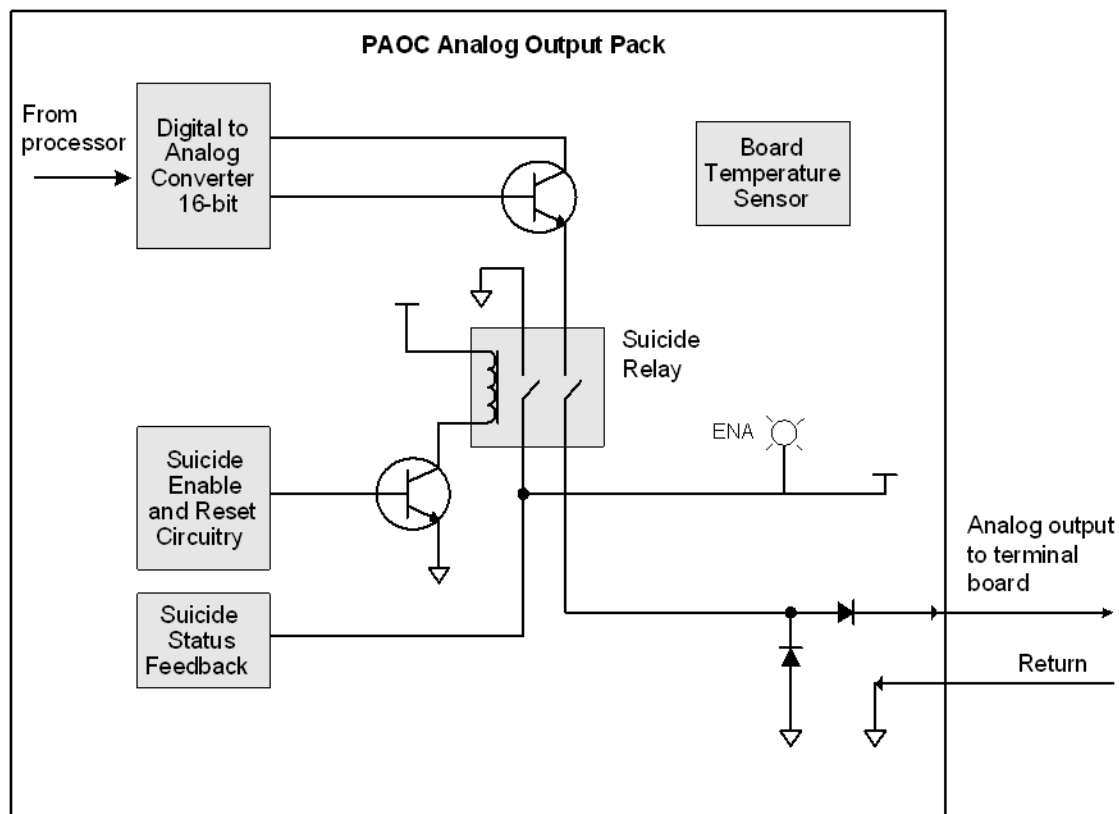 PAOC Analog Output Pack
From
processor
Digital to
Analog
Converter
16-bit
Board
Temperature
Sensor
Suicide
Relay
ENA
Suicide
Enable
and Reset
Circuitry
Analog output
to terminal
board
Suicide
Status
Feedback
Return